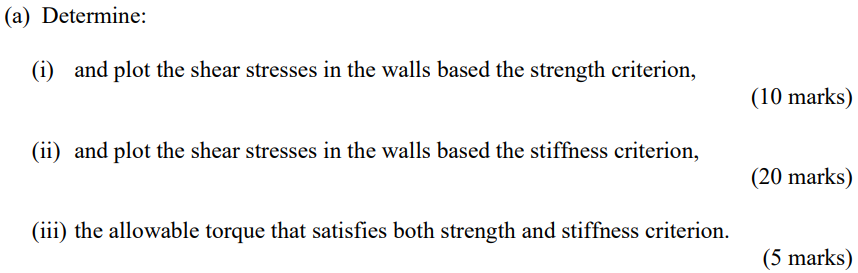 (a) Determine:
(i) and plot the shear stresses in the walls based the strength criterion,
(10 marks)
(ii) and plot the shear stresses in the walls based the stiffness criterion,
(20 marks)
(iii) the allowable torque that satisfies both strength and stiffness criterion.
(5 marks)